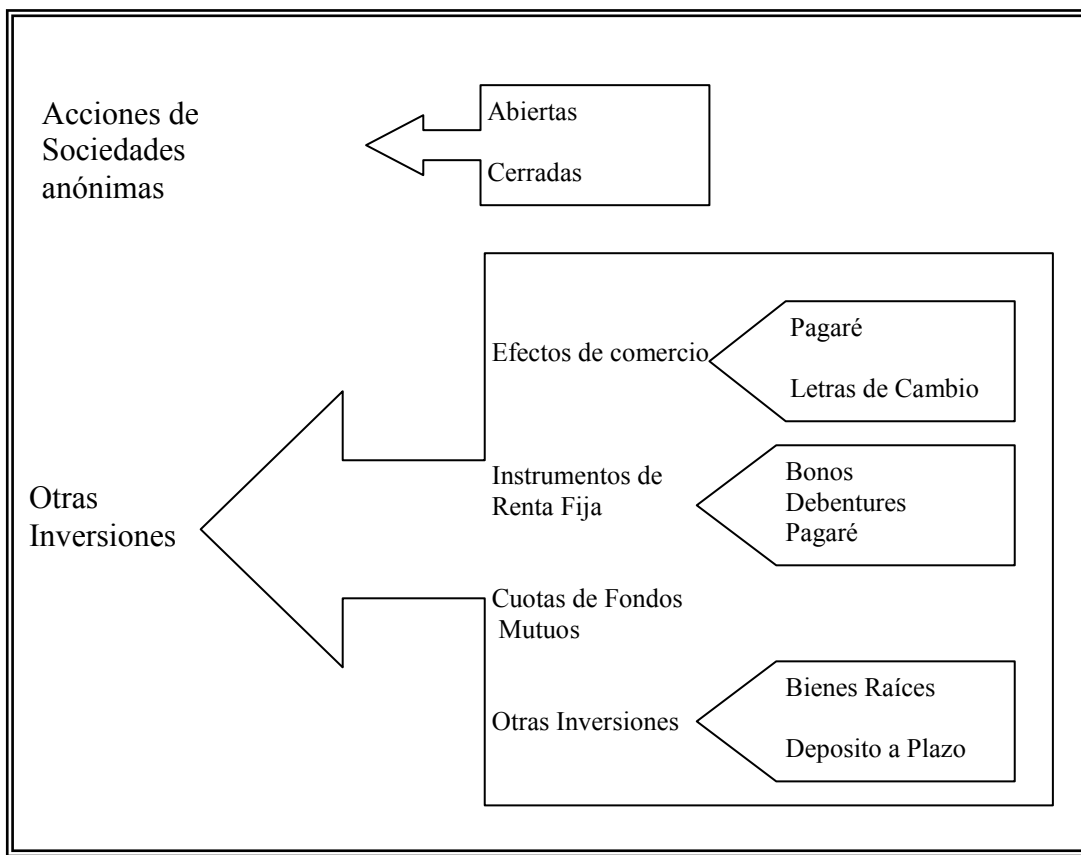 Acciones de
Sociedades
anónimas
Abiertas
Cerradas
Otras
Inversiones
Efectos de comercio
Pagaré
Letras de Cambio
Instrumentos de
Renta Fija
Bonos
Debentures
Pagaré
Cuotas de Fondos
Mutuos
Otras Inversiones
Bienes Raíces
Deposito a Plazo